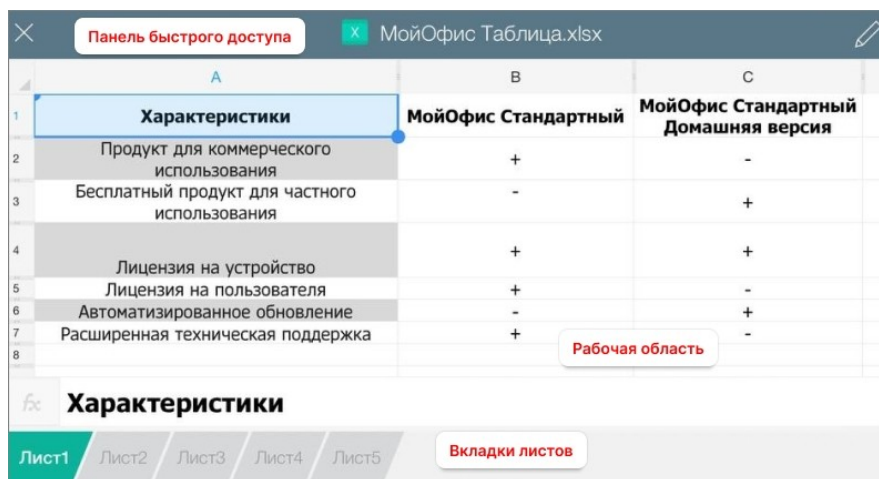 Панель быстрого доступа
X МойОфис Таблица.xlsx
A B C
1 Характеристики МойОфис Стандартный МойОфис Стандартный
Домашняя версия
2 Продукт для коммерческого
использования + -
3 Бесплатный продукт для частного
использования - +
4 Лицензия на устройство + +
5 Лицензия на пользователя + -
6 Автоматизированное обновление - +
7 Расширенная техническая поддержка + -
8
Рабочая область
fx Характеристики
Лист1 Лист2 Лист3 Лист4 Лист5
Вкладки листов